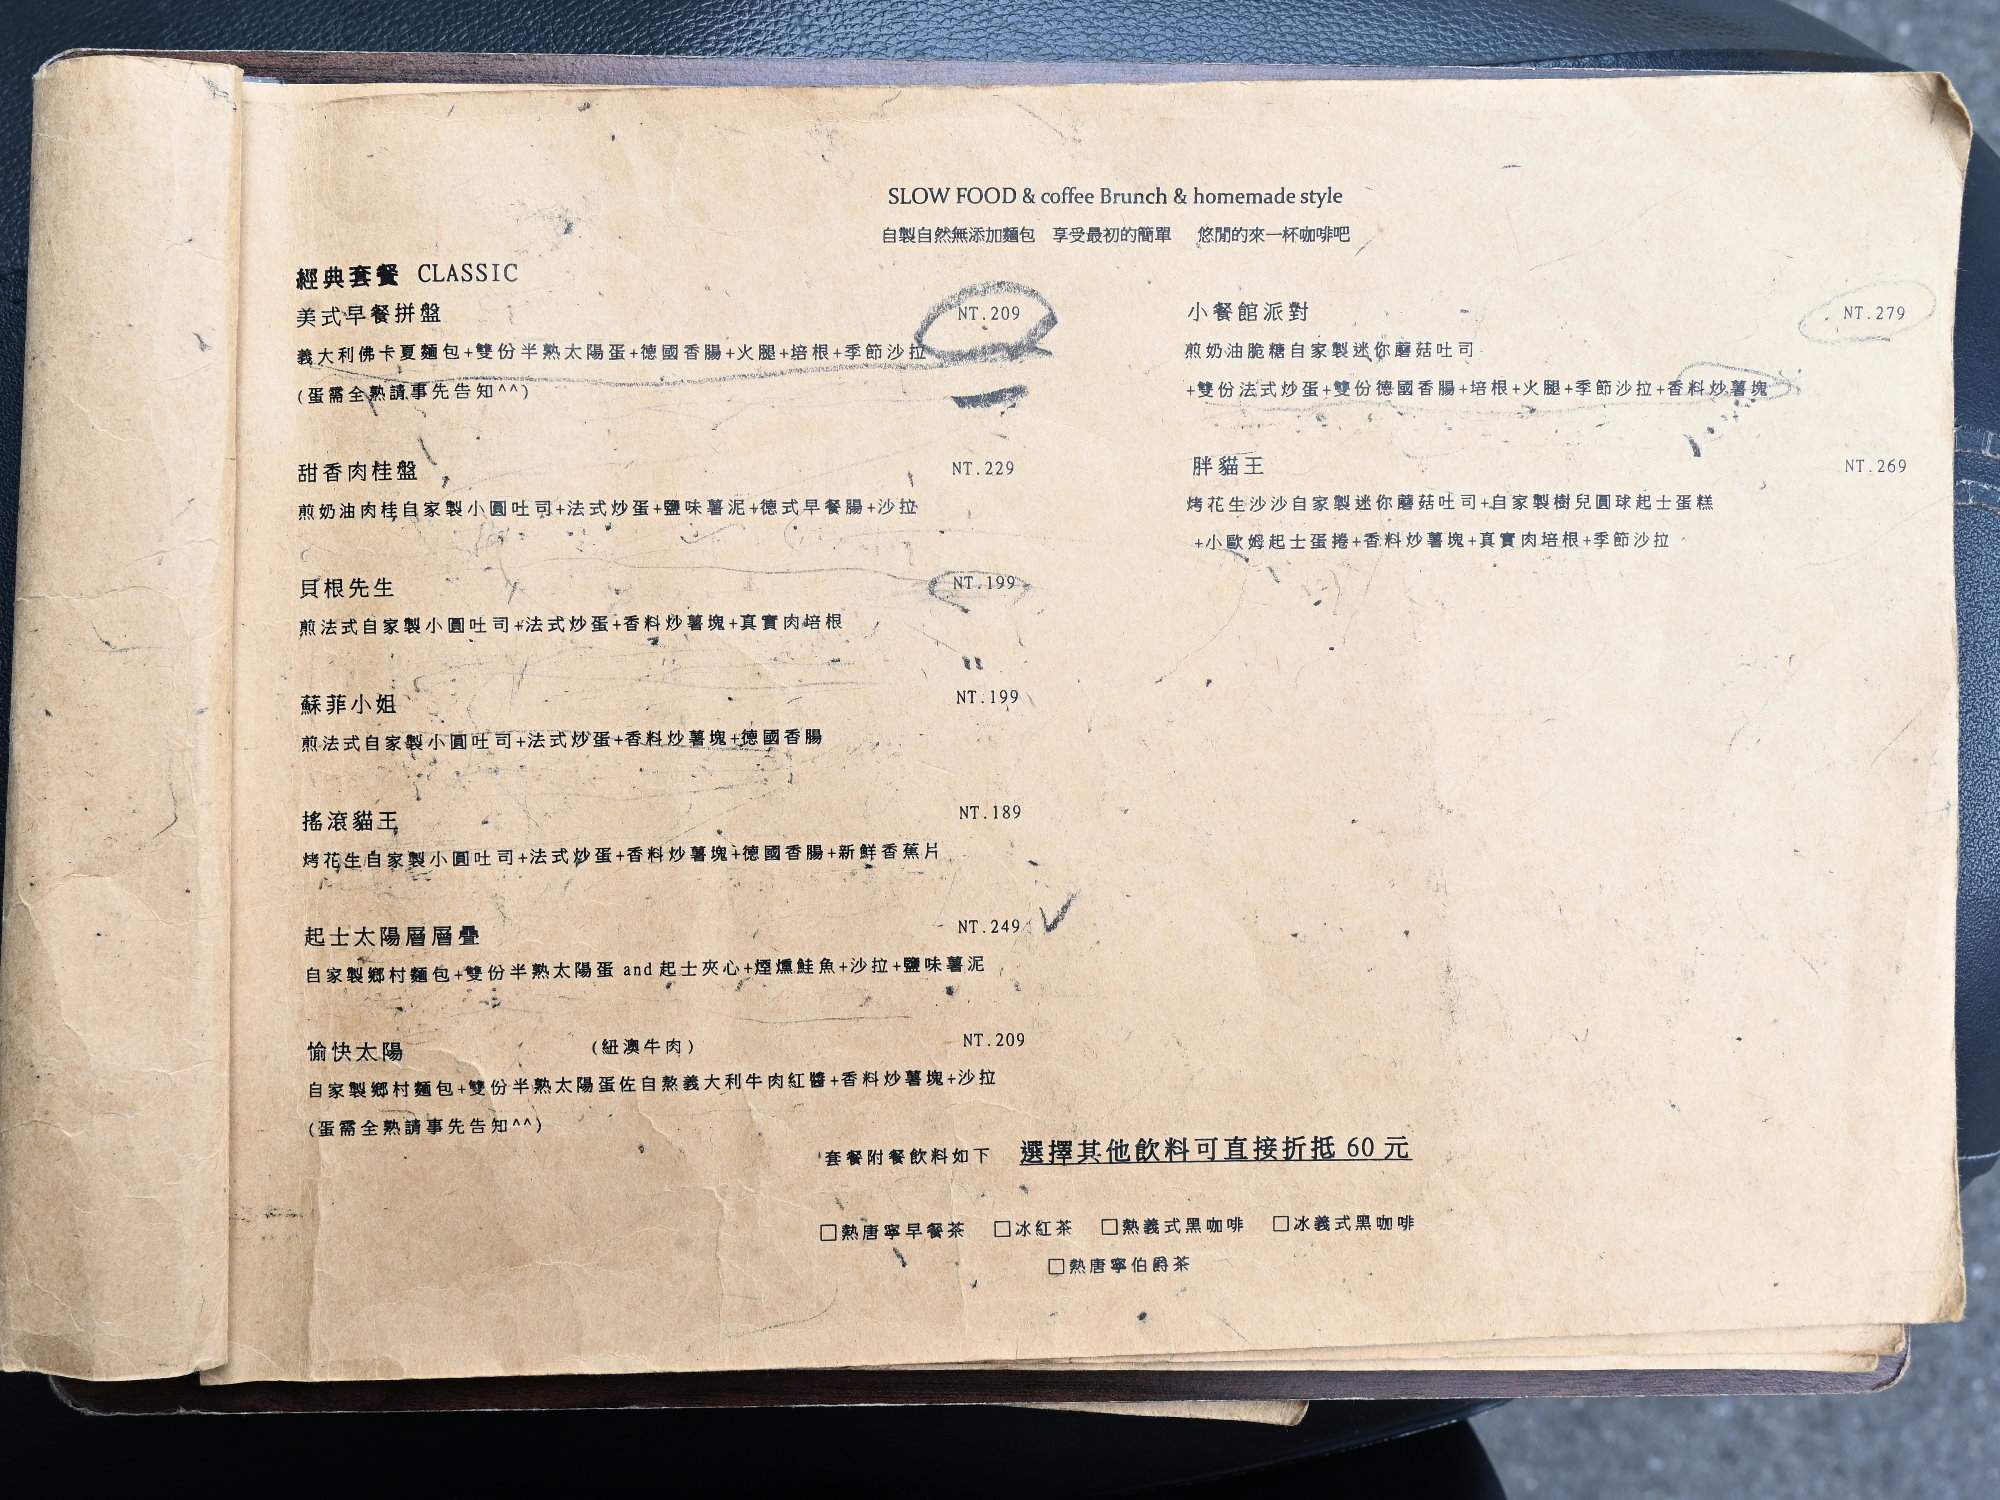 SLOW FOOD & coffee Brunch & homemade style
自製自然無添加麵包 享受最初的簡單 悠閒的來一杯咖啡吧
經典套餐 CLASSIC
美式早餐拼盤 NT.209
義大利佛卡夏麵包+雙份半熟太陽蛋+德國香腸+火腿+培根+季節沙拉
(蛋需全熟請事先告知^^)
甜香肉桂盤 NT.229
煎奶油肉桂自家製小圓吐司+法式炒蛋+鹽味薯泥+德式早餐腸+沙拉
貝根先生 NT.199
煎法式自家製小圓吐司+法式炒蛋+香料炒薯塊+真實肉培根
蘇菲小姐 NT.199
煎法式自家製小圓吐司+法式炒蛋+香料炒薯塊+德國香腸
搖滾貓王 NT.189
烤花生自家製小圓吐司+法式炒蛋+香料炒薯塊+德國香腸+新鮮香蕉片
起士太陽層層疊 NT.249
自家製鄉村麵包+雙份半熟太陽蛋 and 起士夾心+煙燻鮭魚+沙拉+鹽味薯泥
愉快太陽 (紐澳牛肉) NT.209
自家製鄉村麵包+雙份半熟太陽蛋佐自熬義大利牛肉紅醬+香料炒薯塊+沙拉
(蛋需全熟請事先告知^^)
小餐館派對 NT.279
煎奶油脆糖自家製迷你蘑菇吐司
+雙份法式炒蛋+雙份德國香腸+培根+火腿+季節沙拉+香料炒薯塊
胖貓王 NT.269
烤花生沙沙自家製迷你蘑菇吐司+自家製樹兒圓球起士蛋糕
+小歐姆起士蛋捲+香料炒薯塊+真實肉培根+季節沙拉
套餐附餐飲料如下 選擇其他飲料可直接折抵 60 元
□熱唐寧早餐茶 □冰紅茶 □熱義式黑咖啡 □冰義式黑咖啡
□熱唐寧伯爵茶